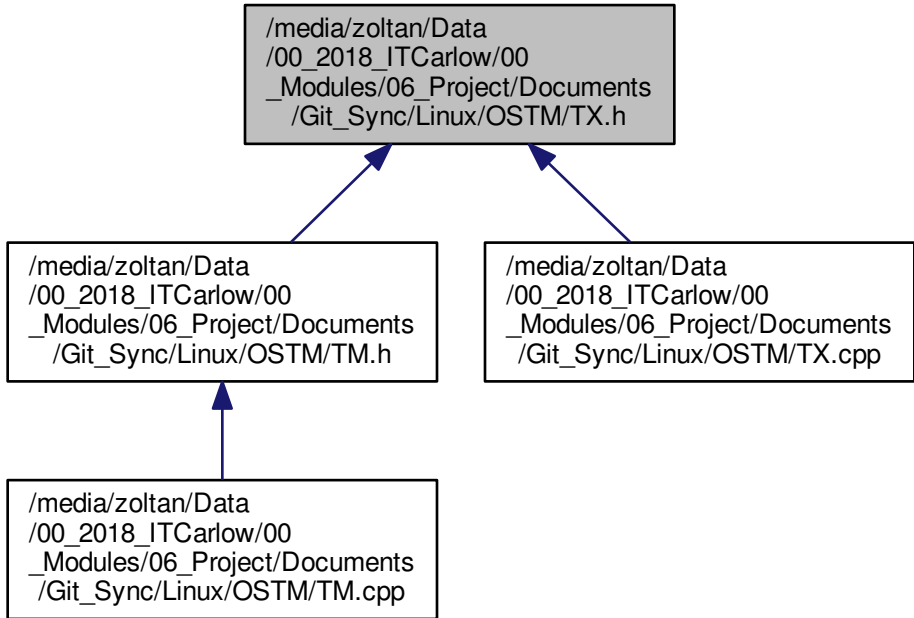 /media/zoltan/Data
/00_2018_ITCarlow/00
_Modules/06_Project/Documents
/Git_Sync/Linux/OSTM/TX.h
/media/zoltan/Data
/00_2018_ITCarlow/00
_Modules/06_Project/Documents
/Git_Sync/Linux/OSTM/TM.h
/media/zoltan/Data
/00_2018_ITCarlow/00
_Modules/06_Project/Documents
/Git_Sync/Linux/OSTM/TX.cpp
/media/zoltan/Data
/00_2018_ITCarlow/00
_Modules/06_Project/Documents
/Git_Sync/Linux/OSTM/TM.cpp